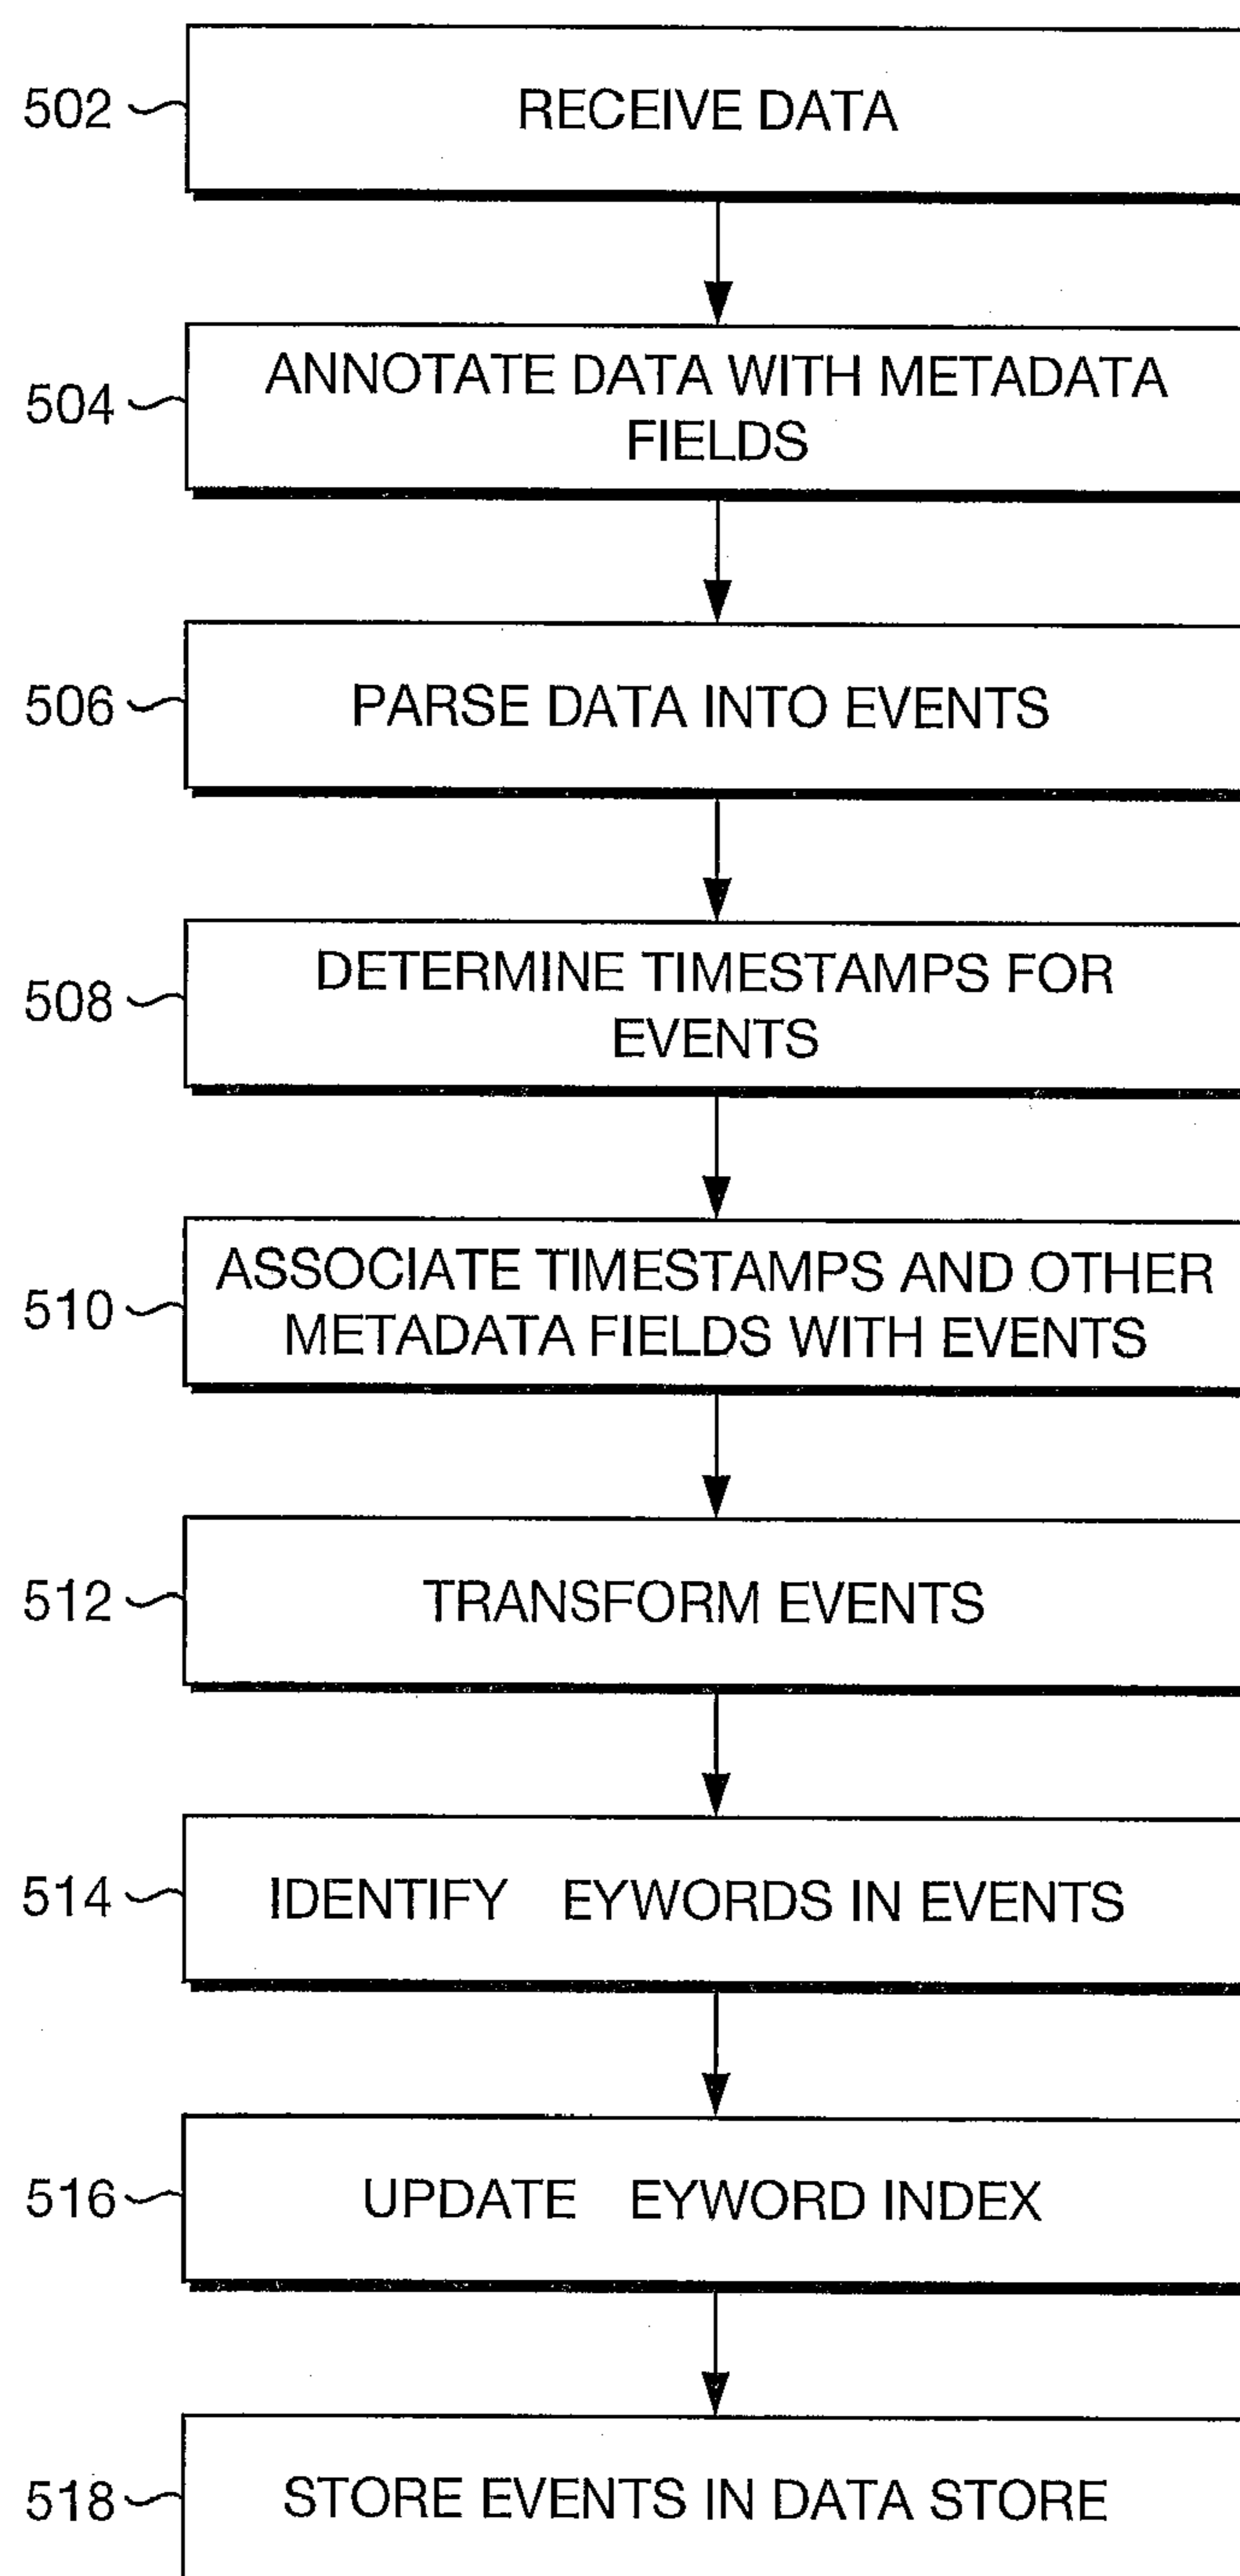 502
RECEIVE DATA
504
ANNOTATE DATA WITH METADATA
FIELDS
506
PARSE DATA INTO EVENTS
508
DETERMINE TIMESTAMPS FOR
EVENTS
510
ASSOCIATE TIMESTAMPS AND OTHER
METADATA FIELDS WITH EVENTS
512
TRANSFORM EVENTS
514
IDENTIFY EYWORDS IN EVENTS
516
UPDATE EYWORD INDEX
518
STORE EVENTS IN DATA STORE